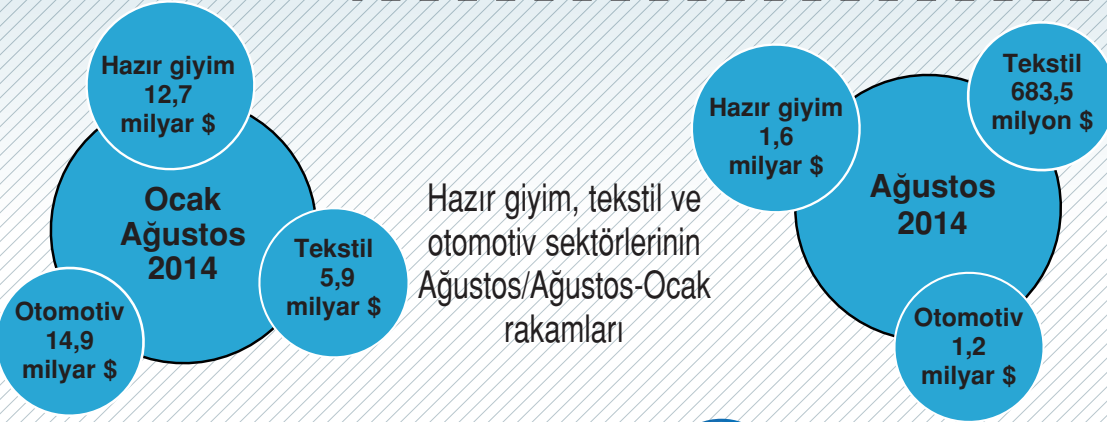 Hazır giyim
12,7
milyar $
Ocak
Ağustos
2014
Tekstil
5,9
milyar $
Otomotiv
14,9
milyar $
Hazır giyim, tekstil ve
otomotiv sektörlerinin
Ağustos/Ağustos-Ocak
rakamları
Hazır giyim
1,6
milyar $
Tekstil
683,5
milyon $
Ağustos
2014
Otomotiv
1,2
milyar $